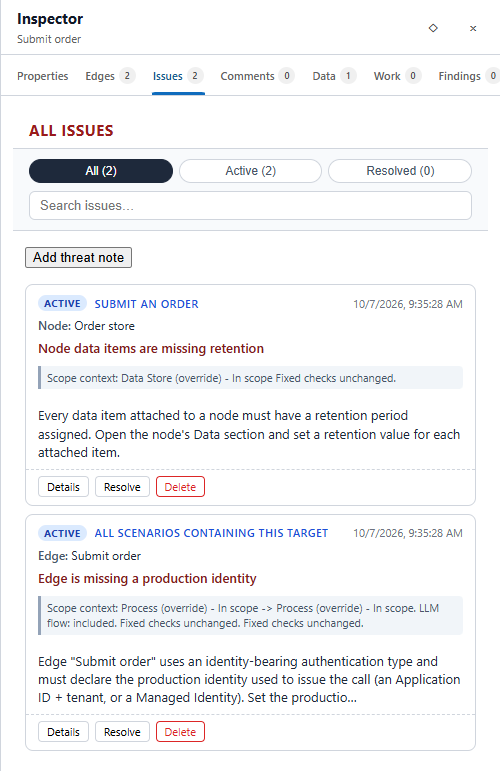 Inspector
Submit order
Properties Edges 2 Issues 2 Comments 0 Data 1 Work 0 Findings 0
ALL ISSUES
All (2) Active (2) Resolved (0)
Search issues...
Add threat note
ACTIVE SUBMIT AN ORDER 10/7/2026, 9:35:28 AM
Node: Order store
Node data items are missing retention
Scope context: Data Store (override) - In scope Fixed checks unchanged.
Every data item attached to a node must have a retention period
assigned. Open the node's Data section and set a retention value for each
attached item.
Details Resolve Delete
ACTIVE ALL SCENARIOS CONTAINING THIS TARGET 10/7/2026, 9:35:28 AM
Edge: Submit order
Edge is missing a production identity
Scope context: Process (override) - In scope -> Process (override) - In scope. LLM
flow: included. Fixed checks unchanged. Fixed checks unchanged.
Edge "Submit order" uses an identity-bearing authentication type and
must declare the production identity used to issue the call (an Application
ID + tenant, or a Managed Identity). Set the productio...
Details Resolve Delete